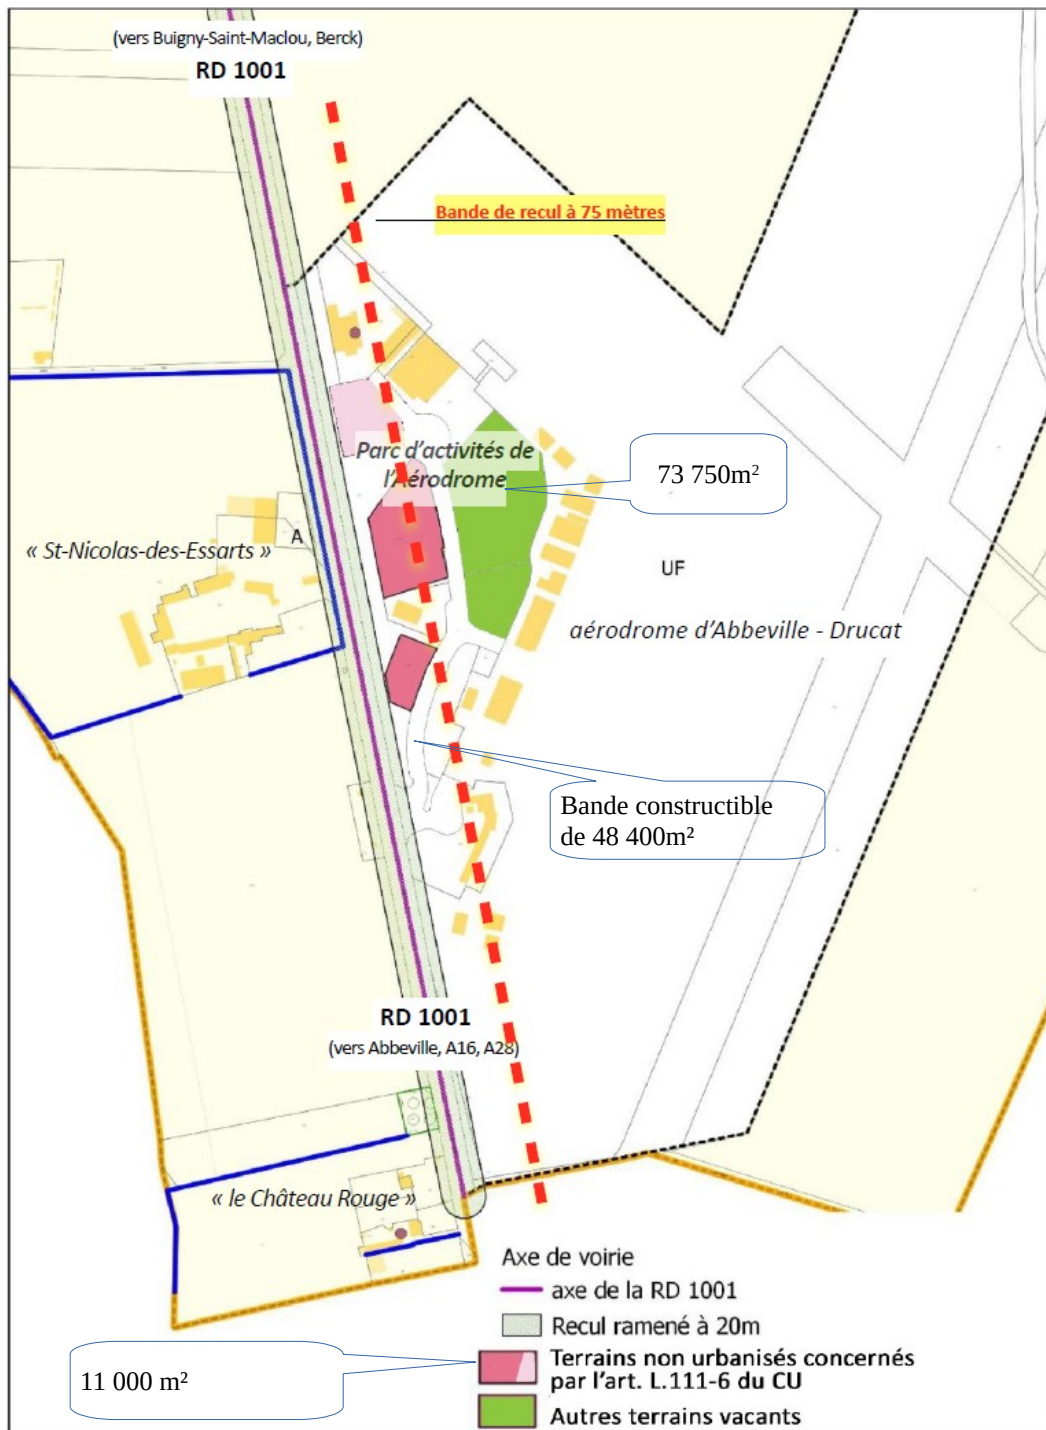 (vers Buigny-Saint-Maclou, Berck)
RD 1001
Bande de recul à 75 mètres
Parc d'activités de
l'Aérodrome
73 750m²
« St-Nicolas-des-Essarts »
A
UF
aérodrome d'Abbeville - Drucat
Bande constructible
de 48 400m²
RD 1001
(vers Abbeville, A16, A28)
« le Château Rouge »
Axe de voirie
axe de la RD 1001
Recul ramené à 20m
Terrains non urbanisés concernés
par l'art. L.111-6 du CU
11 000 m²
Autres terrains vacants